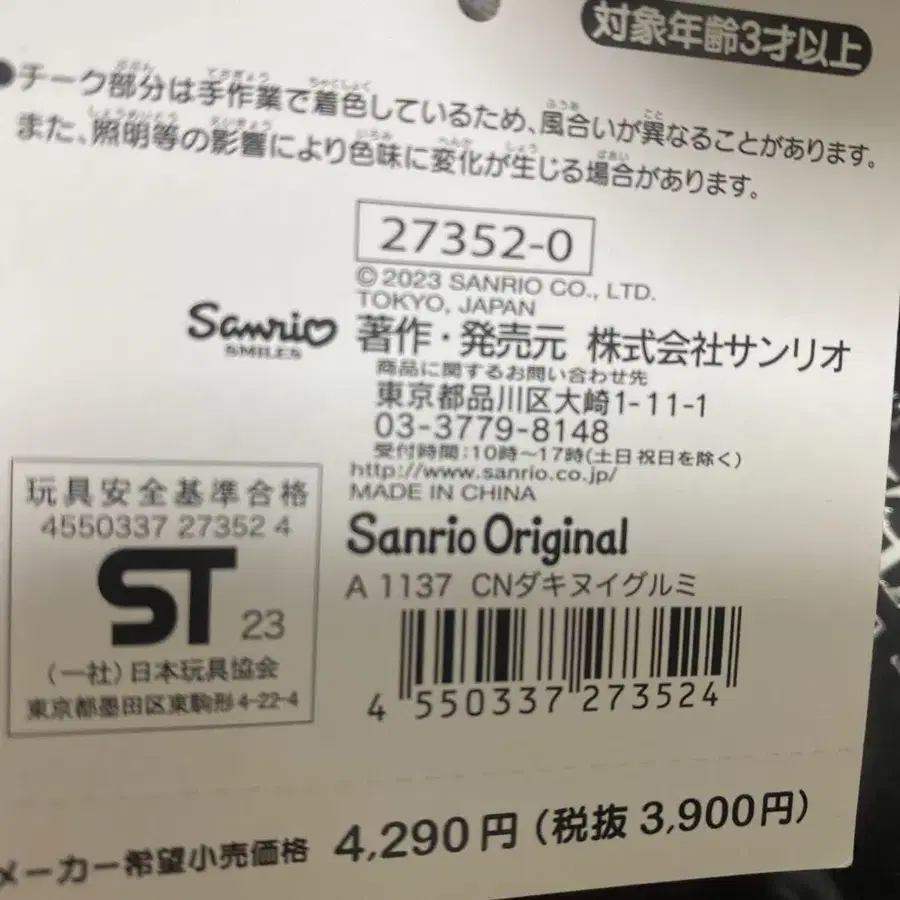 対象年齢3才以上
●チーク部分は手作業で着色しているため、風合いが異なることがあります。
また、照明等の影響により色味に変化が生じる場合があります。
27352-0
© 2023 SANRIO CO., LTD.
TOKYO, JAPAN
Sanrio
SMILES
著作・発売元 株式会社サンリオ
商品に関するお問い合わせ先
東京都品川区大崎1-11-1
03-3779-8148
受付時間:10時~17時(土日祝日を除く)
http://www.sanrio.co.jp/
MADE IN CHINA
玩具安全基準合格
4550337 27352 4
ST 23
(一社)日本玩具協会
東京都墨田区東駒形4-22-4
Sanrio Original
A 1137 CNダキヌイグルミ
4 550337 273524
メーカー希望小売価格 4,290円(税抜 3,900円)